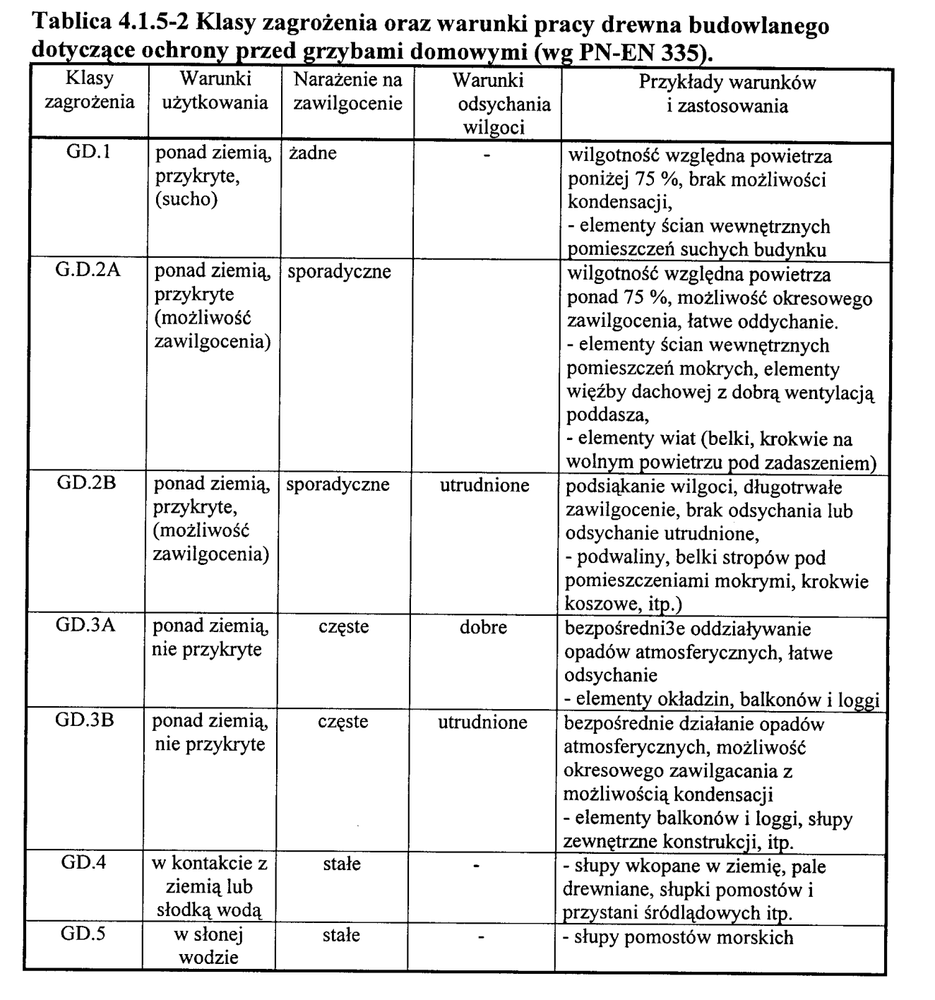 Tablica 4.1.5-2 Klasy zagrożenia oraz warunki pracy drewna budowlanego
dotyczące ochrony przed grzybami domowymi (wg PN-EN 335).
Klasy
zagrożenia
Warunki
użytkowania
Narażenie na
zawilgocenie
Warunki
odsychania
wilgoci
Przykłady warunków
i zastosowania
GD.1
ponad ziemią,
przykryte,
(sucho)
żadne
-
wilgotność względna powietrza
poniżej 75 %, brak możliwości
kondensacji,
- elementy ścian wewnętrznych
pomieszczeń suchych budynku
G.D.2A
ponad ziemią,
przykryte
(możliwość
zawilgocenia)
sporadyczne
wilgotność względna powietrza
ponad 75 %, możliwość okresowego
zawilgocenia, łatwe oddychanie.
- elementy ścian wewnętrznych
pomieszczeń mokrych, elementy
więźby dachowej z dobrą wentylacją
poddasza,
- elementy wiat (belki, krokwie na
wolnym powietrzu pod zadaszeniem)
GD.2B
ponad ziemią,
przykryte,
(możliwość
zawilgocenia)
sporadyczne
utrudnione
podsiąkanie wilgoci, długotrwałe
zawilgocenie, brak odsychania lub
odsychanie utrudnione,
- podwaliny, belki stropów pod
pomieszczeniami mokrymi, krokwie
koszowe, itp.)
GD.3A
ponad ziemią,
nie przykryte
częste
dobre
bezpośredni3e oddziaływanie
opadów atmosferycznych, łatwe
odsychanie
- elementy okładzin, balkonów i loggi
GD.3B
ponad ziemią,
nie przykryte
częste
utrudnione
bezpośrednie działanie opadów
atmosferycznych, możliwość
okresowego zawilgacania z
możliwością kondensacji
- elementy balkonów i loggi, słupy
zewnętrzne konstrukcji, itp.
GD.4
w kontakcie z
ziemią lub
słodką wodą
stałe
-
- słupy wkopane w ziemię, pale
drewniane, słupki pomostów i
przystani śródlądowych itp.
GD.5
w słonej
wodzie
stałe
-
- słupy pomostów morskich